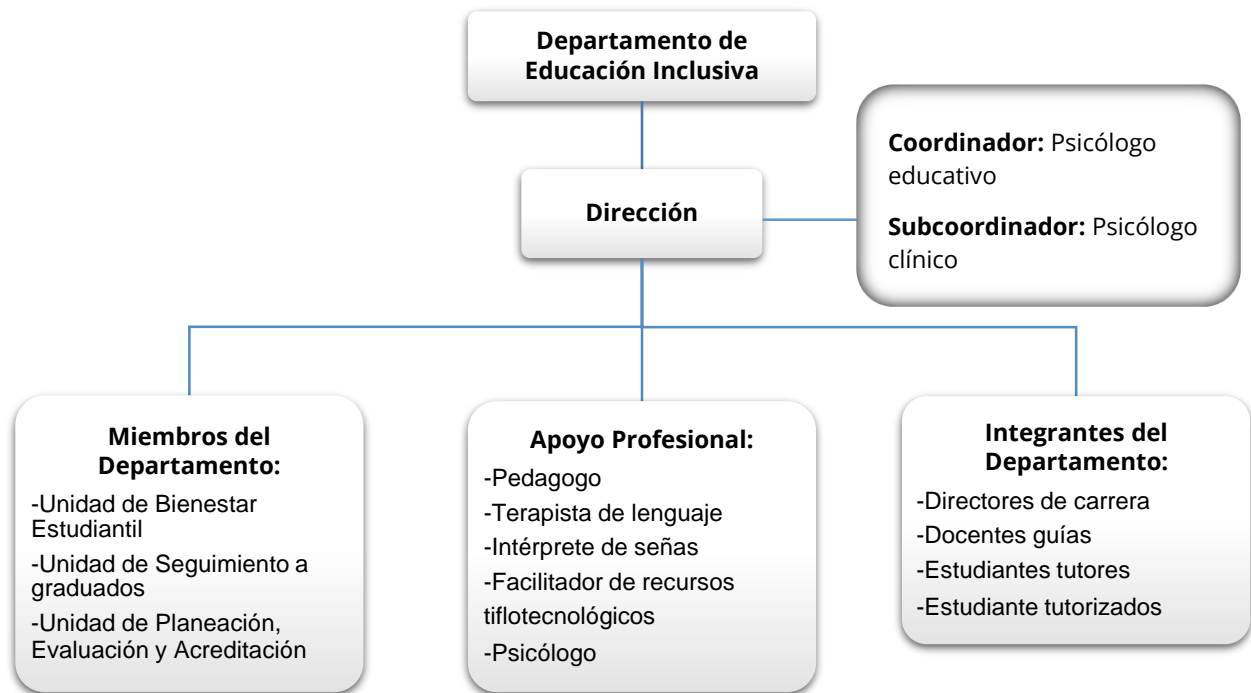 Departamento de
Educación Inclusiva
Coordinador: Psicólogo
educativo
Subcoordinador: Psicólogo
clínico
Dirección
Miembros del
Departamento:
-Unidad de Bienestar
Estudiantil
-Unidad de Seguimiento a
graduados
-Unidad de Planeación,
Evaluación y Acreditación
Apoyo Profesional:
-Pedagogo
-Terapista de lenguaje
-Intérprete de señas
-Facilitador de recursos
tiflotecnológicos
-Psicólogo
Integrantes del
Departamento:
-Directores de carrera
-Docentes guías
-Estudiantes tutores
-Estudiante tutorizados